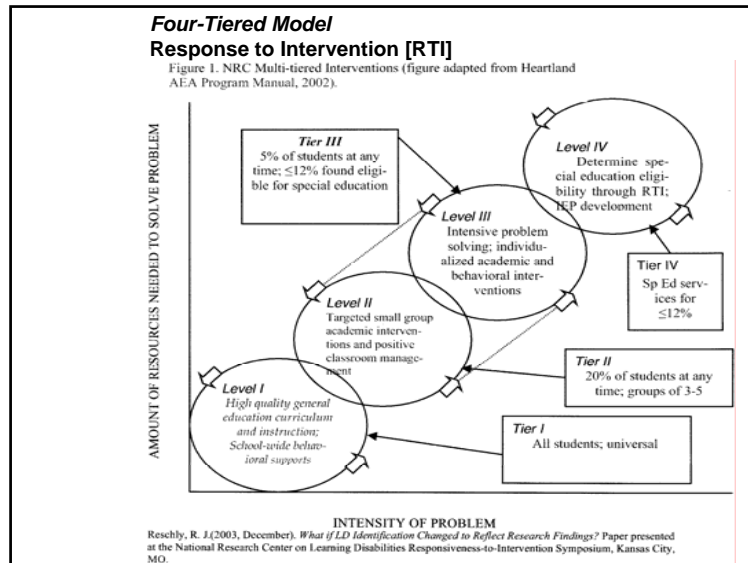 Four-Tiered Model
Response to Intervention [RTI]
Figure 1. NRC Multi-tiered Interventions (figure adapted from Heartland
AEA Program Manual, 2002).
AMOUNT OF RESOURCES NEEDED TO SOLVE PROBLEM
Tier III
5% of students at any
time; ≤12% found eligi-
ble for special education
Level IV
Determine spe-
cial education eligi-
bility through RTI;
IEP development
Level III
Intensive problem
solving; individu-
alized academic and
behavioral inter-
ventions
Tier IV
Sp Ed serv-
ices for
≤12%
Level II
Targeted small group
academic interven-
tions and positive
classroom manage-
ment
Tier II
20% of students at any
time; groups of 3-5
Level I
High quality general
education curriculum
and instruction;
School-wide behav-
ioral supports
Tier I
All students; universal
INTENSITY OF PROBLEM
Reschly, R. J.(2003, December). What if LD Identification Changed to Reflect Research Findings? Paper presented
at the National Research Center on Learning Disabilities Responsiveness-to-Intervention Symposium, Kansas City,
MO.